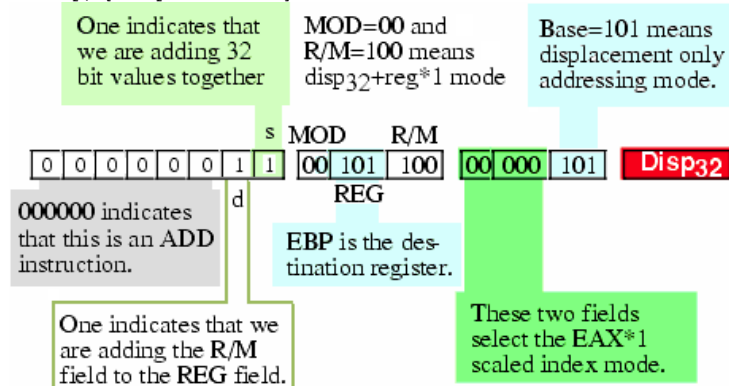 One indicates that
we are adding 32
bit values together
MOD=00 and
R/M=100 means
disp32+reg*1 mode
Base=101 means
displacement only
addressing mode.
s MOD R/M
0 0 0 0 0 0 1 1 00 101 100 00 000 101 Disp32
d REG
000000 indicates
that this is an ADD
instruction.
EBP is the des-
tination register.
One indicates that we
are adding the R/M
field to the REG field.
These two fields
select the EAX*1
scaled index mode.